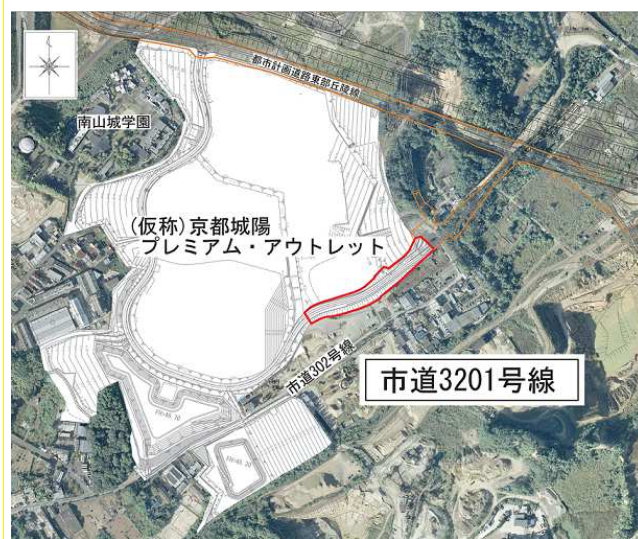 都市計画道路東部丘陵線
南山城学園
(仮称)京都城陽
プレミアム・アウトレット
市道302号線
市道3201号線